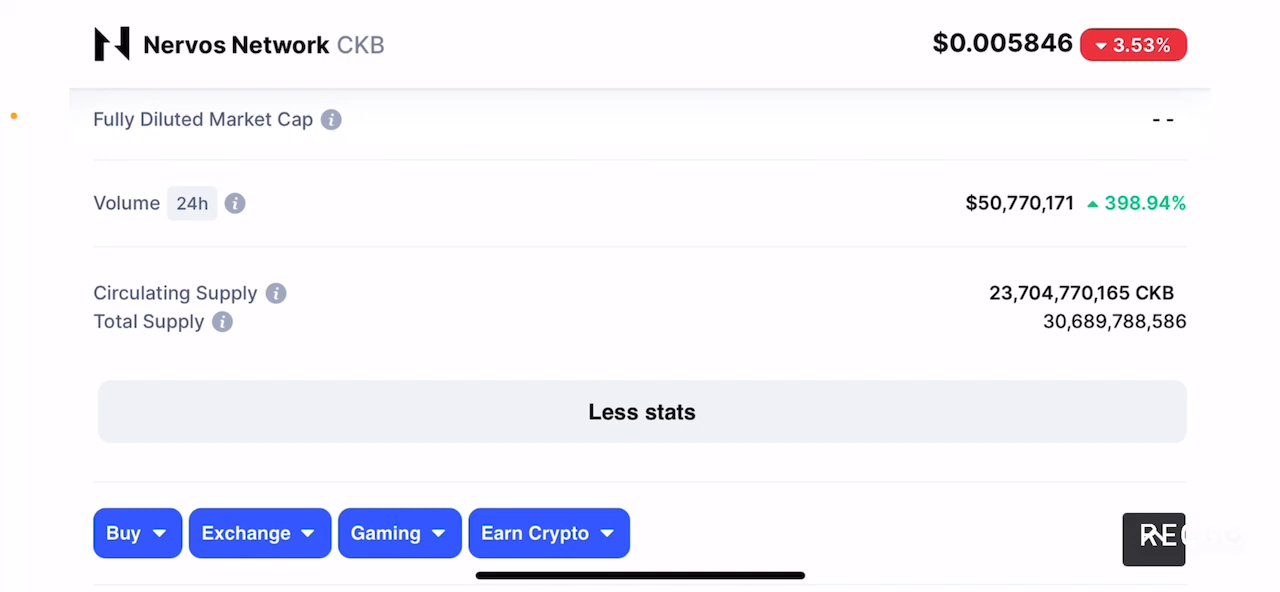 Nervos Network CKB $0.005846 3.53%
Fully Diluted Market Cap i - -
Volume 24h i $50,770,171 398.94%
Circulating Supply i 23,704,770,165 CKB
Total Supply i 30,689,788,586
Less stats
Buy Exchange Gaming Earn Crypto